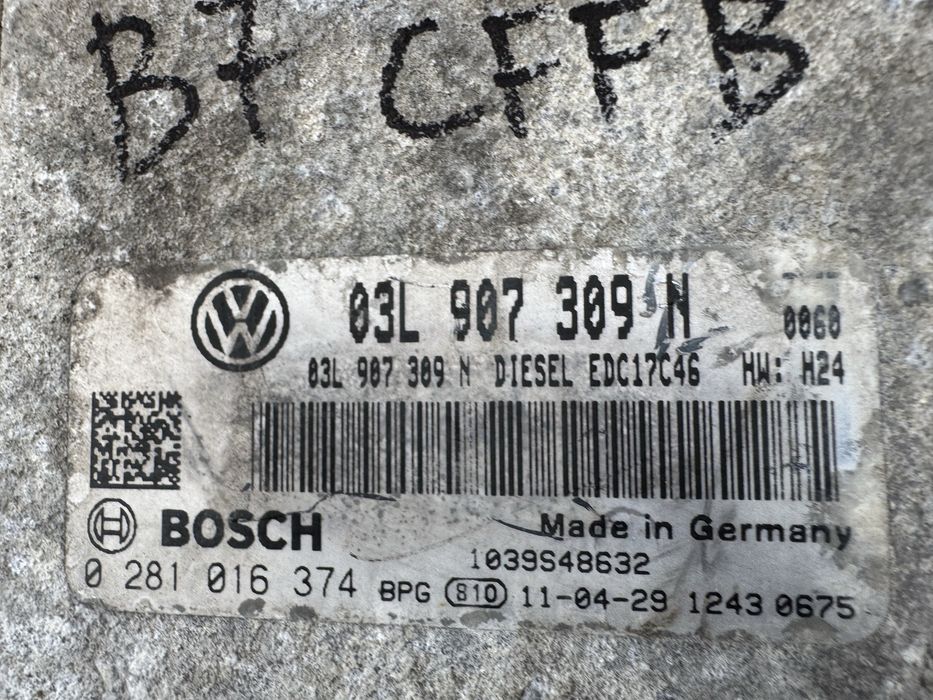 B7 CFFB
03L 907 309 N
0060
03L 907 309 N DIESEL EDC17C46 HW: H24
BOSCH
Made in Germany
1039S48632
0 281 016 374 BPG 810 11-04-29 1243 0675